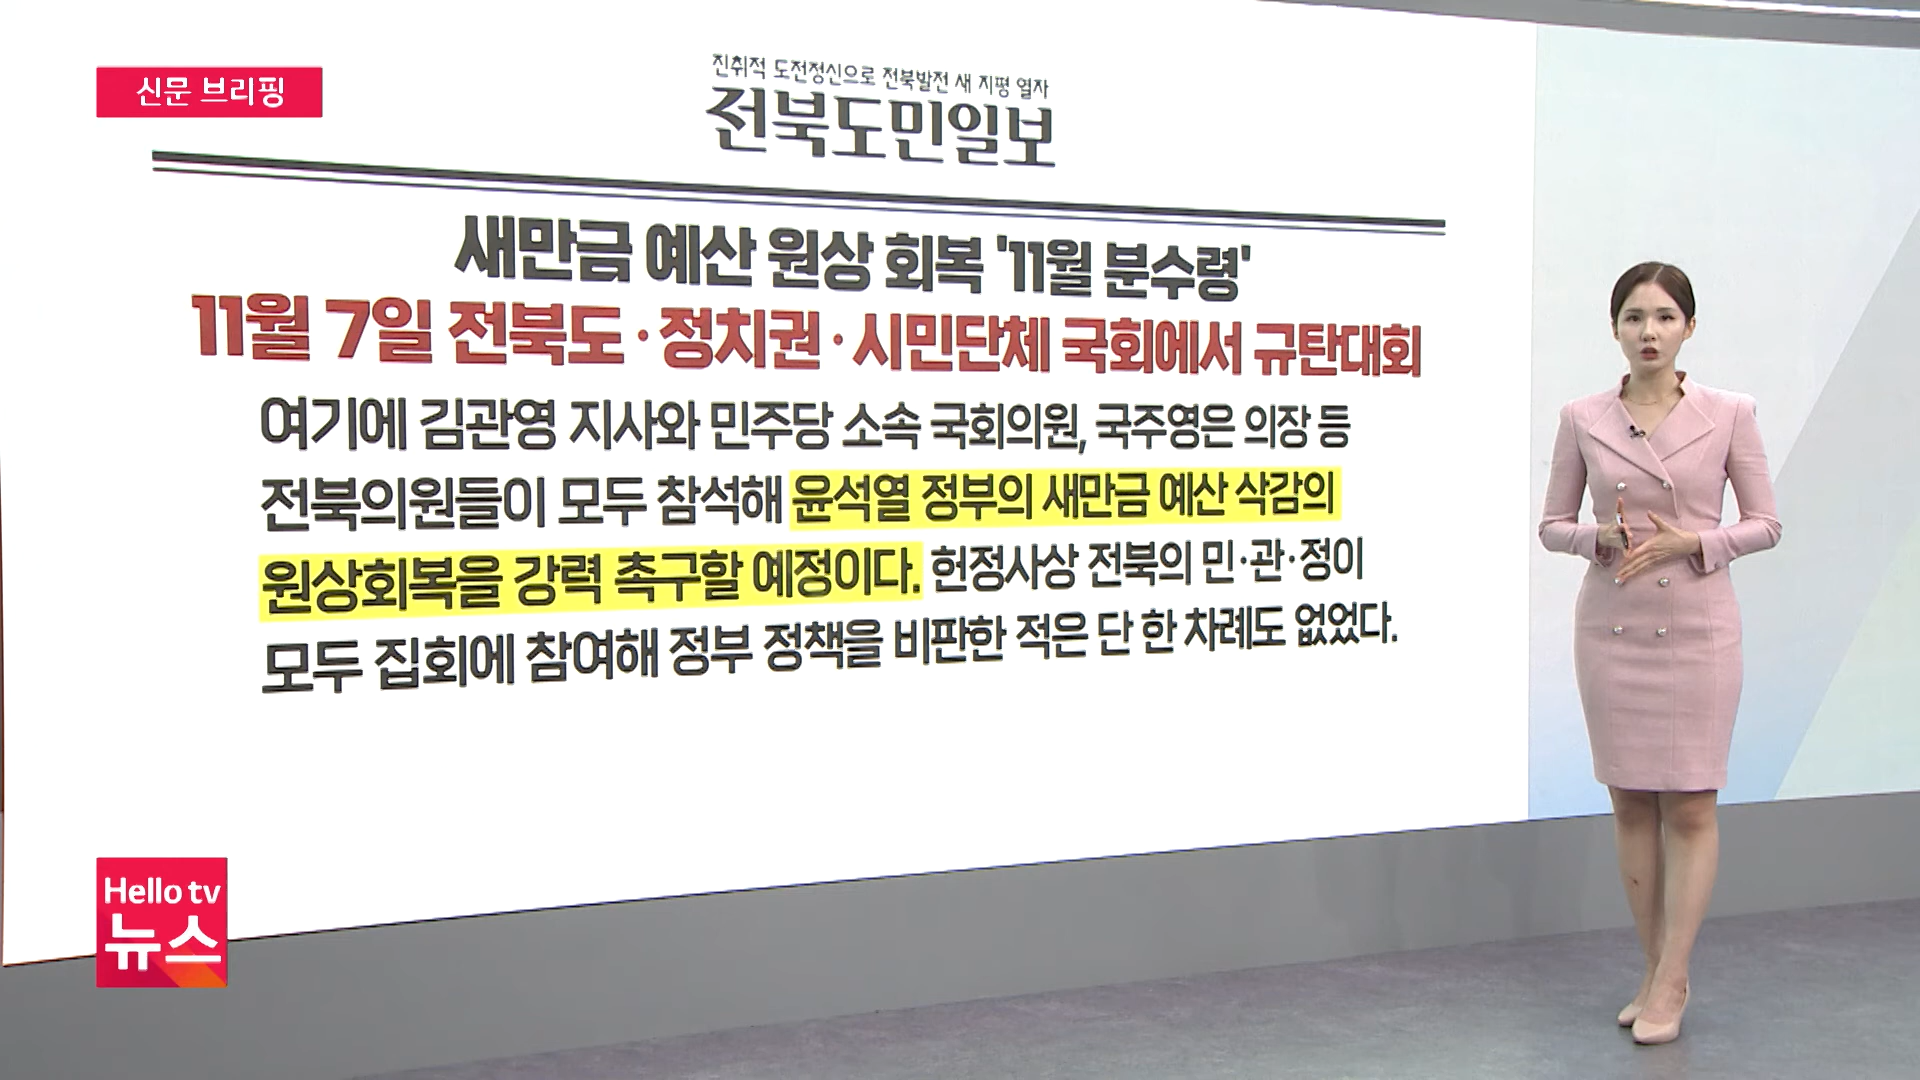 신문 브리핑
진취적 도전정신으로 전북발전 새 지평 열자
전북도민일보
새만금 예산 원상 회복 '11월 분수령'
11월 7일 전북도·정치권·시민단체 국회에서 규탄대회
여기에 김관영 지사와 민주당 소속 국회의원, 국주영은 의장 등
전북의원들이 모두 참석해 윤석열 정부의 새만금 예산 삭감의
원상회복을 강력 촉구할 예정이다. 헌정사상 전북의 민·관·정이
모두 집회에 참여해 정부 정책을 비판한 적은 단 한 차례도 없었다.
Hello tv
뉴스